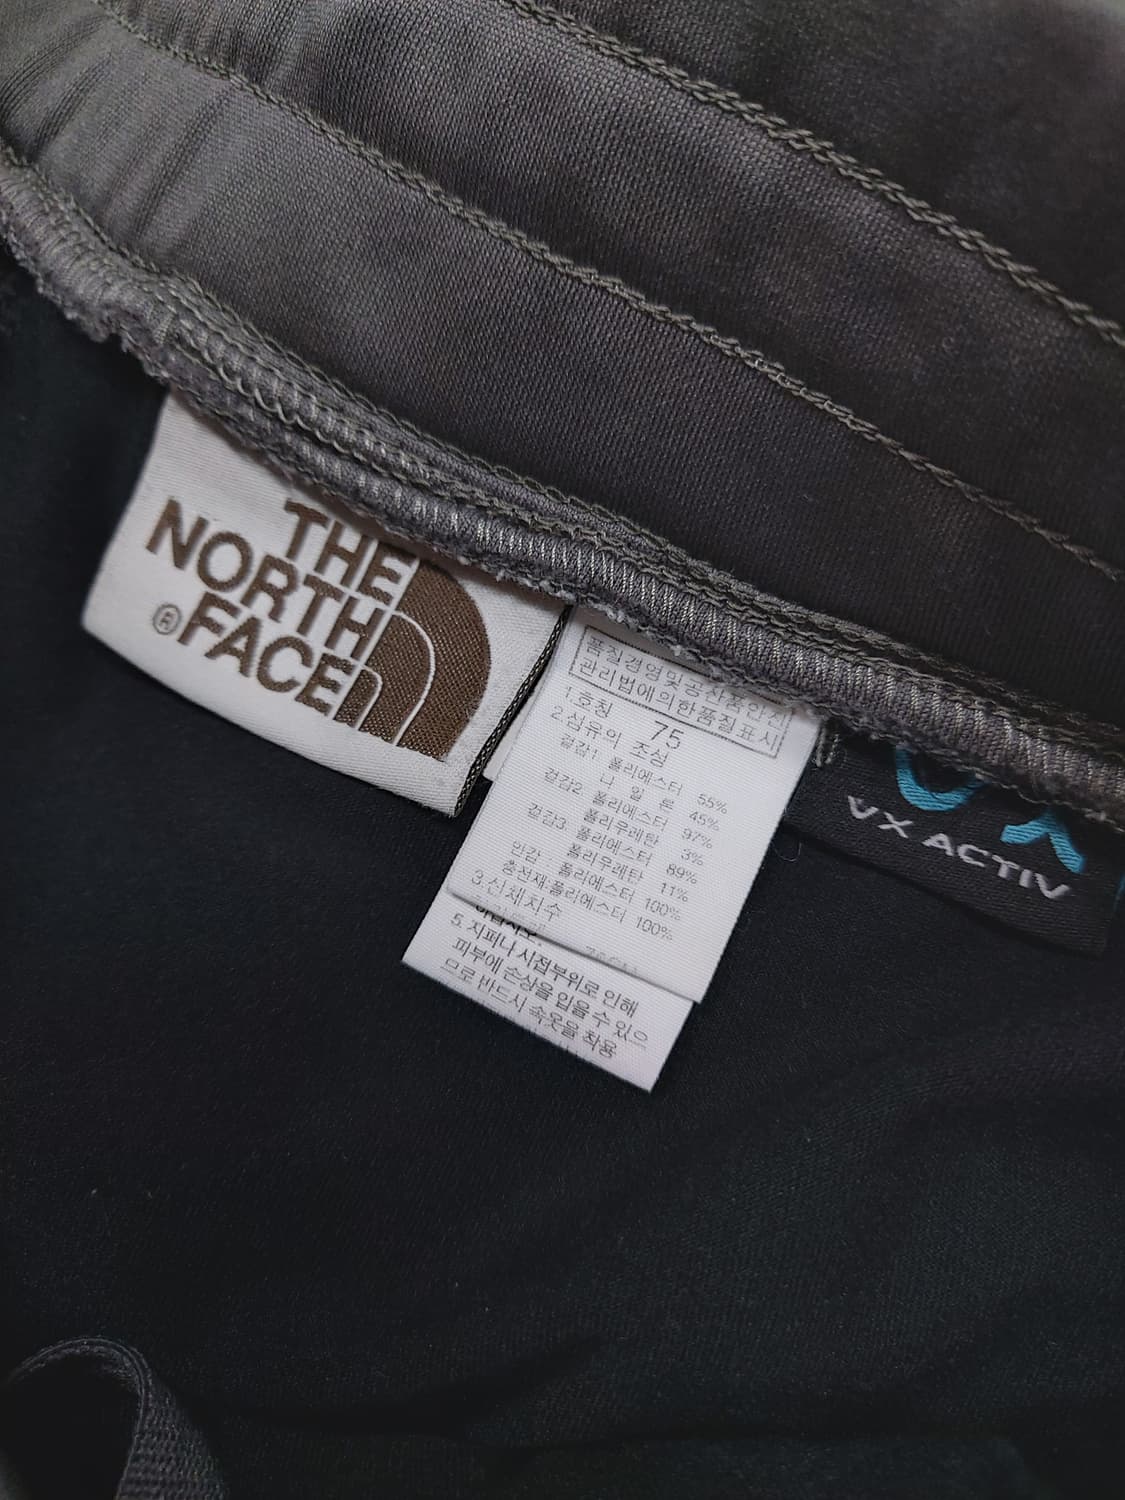 THE
NORTH
® FACE
품질경영및공산품안전
관리법에의한품질표시
1.호칭 75
2.섬유의 조성
겉감1 폴리에스터 55%
나 일 론 45%
겉감2 폴리에스터 97%
폴리우레탄 3%
겉감3: 폴리에스터 89%
폴리우레탄 11%
안감 : 폴리에스터 100%
충전재:폴리에스터 100%
3.신체치수
5. 지퍼나 시접부위로 인해
피부에 손상을 입을 수 있으
므로 반드시 속옷을 착용
VX ACTIV